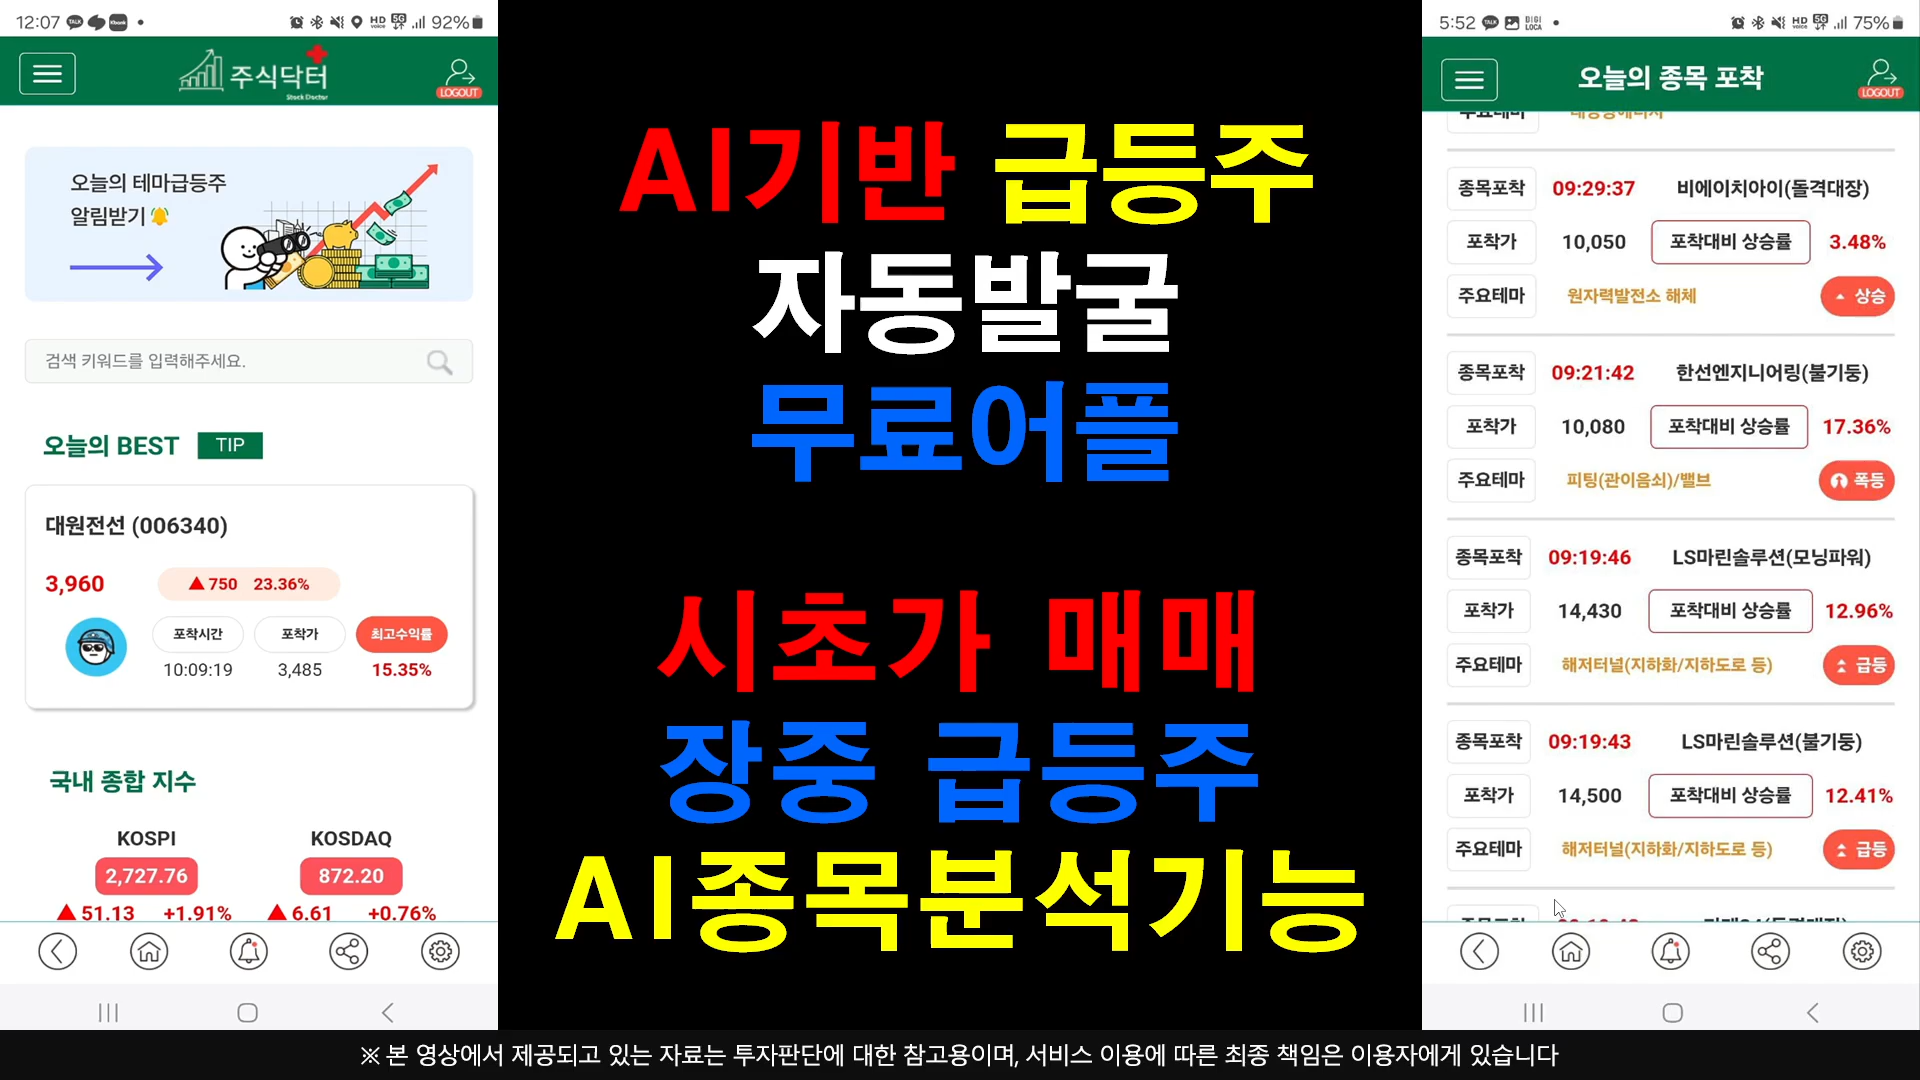 12:07
92%
주식닥터
Stock Doctor
LOGOUT
오늘의 테마급등주
알림받기
검색 키워드를 입력해주세요.
오늘의 BEST TIP
대원전선 (006340)
3,960 ▲750 23.36%
포착시간 포착가 최고수익률
10:09:19 3,485 15.35%
국내 종합 지수
KOSPI KOSDAQ
2,727.76 872.20
▲51.13 +1.91% ▲6.61 +0.76%
AI기반 급등주
자동발굴
무료어플
시초가 매매
장중 급등주
AI종목분석기능
5:52
75%
오늘의 종목 포착
LOGOUT
종목포착 09:29:37 비에이치아이(돌격대장)
포착가 10,050 포착대비 상승률 3.48%
주요테마 원자력발전소 해체 상승
종목포착 09:21:42 한선엔지니어링(불기둥)
포착가 10,080 포착대비 상승률 17.36%
주요테마 피팅(관이음쇠)/밸브 폭등
종목포착 09:19:46 LS마린솔루션(모닝파워)
포착가 14,430 포착대비 상승률 12.96%
주요테마 해저터널(지하화/지하도로 등) 급등
종목포착 09:19:43 LS마린솔루션(불기둥)
포착가 14,500 포착대비 상승률 12.41%
주요테마 해저터널(지하화/지하도로 등) 급등
※ 본 영상에서 제공되고 있는 자료는 투자판단에 대한 참고용이며, 서비스 이용에 따른 최종 책임은 이용자에게 있습니다